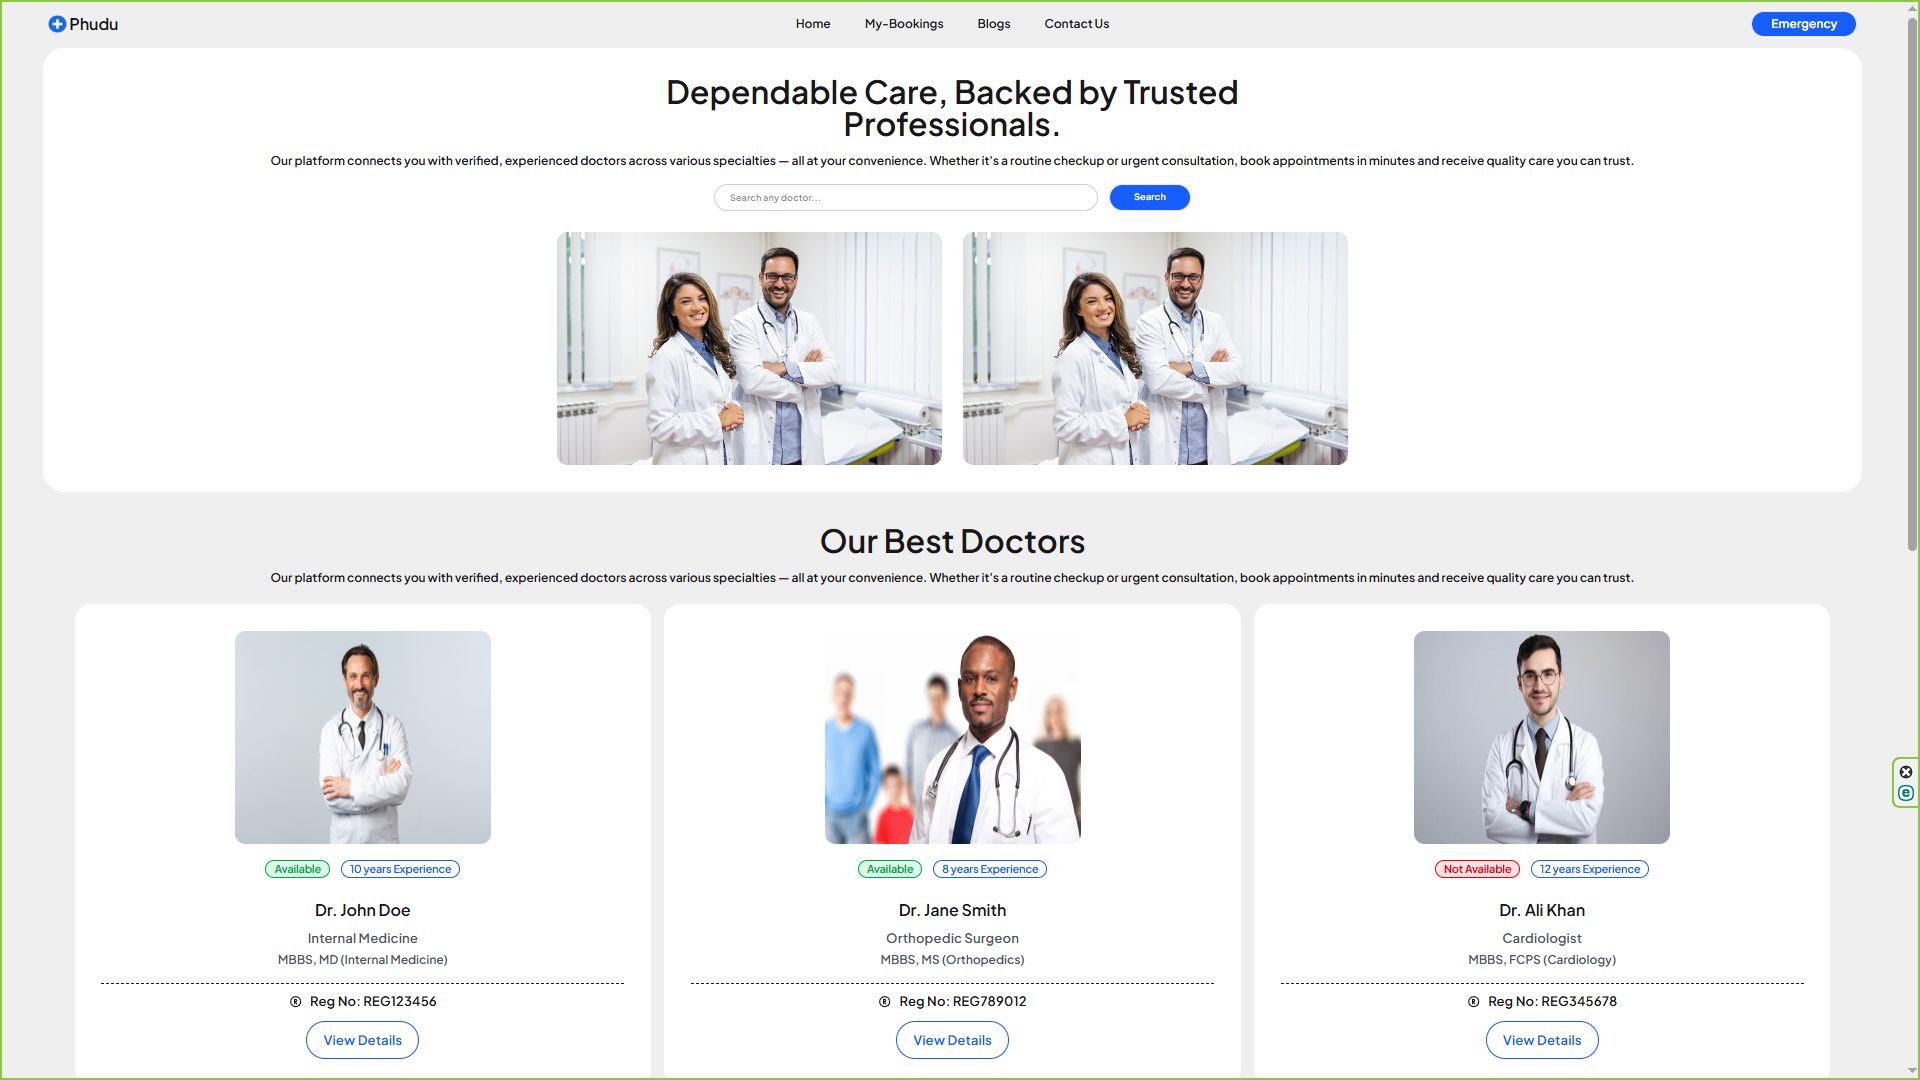 Phudu
Home My-Bookings Blogs Contact Us
Emergency
Dependable Care, Backed by Trusted
Professionals.
Our platform connects you with verified, experienced doctors across various specialties — all at your convenience. Whether it's a routine checkup or urgent consultation, book appointments in minutes and receive quality care you can trust.
Search any doctor...
Search
Our Best Doctors
Our platform connects you with verified, experienced doctors across various specialties — all at your convenience. Whether it's a routine checkup or urgent consultation, book appointments in minutes and receive quality care you can trust.
Available 10 years Experience
Dr. John Doe
Internal Medicine
MBBS, MD (Internal Medicine)
® Reg No: REG123456
View Details
Available 8 years Experience
Dr. Jane Smith
Orthopedic Surgeon
MBBS, MS (Orthopedics)
® Reg No: REG789012
View Details
Not Available 12 years Experience
Dr. Ali Khan
Cardiologist
MBBS, FCPS (Cardiology)
® Reg No: REG345678
View Details